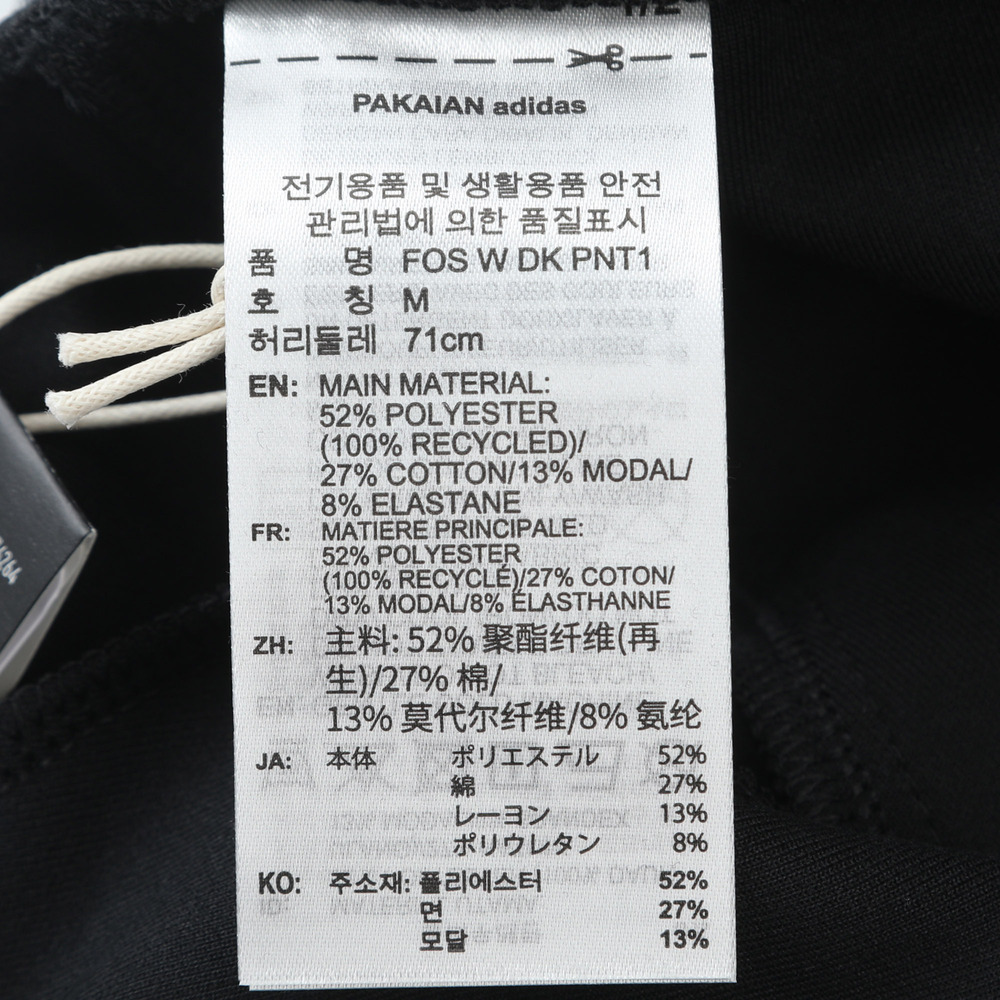 PAKAIAN adidas
전기용품 및 생활용품 안전
관리법에 의한 품질표시
품 명 FOS W DK PNT1
호 칭 M
허리둘레 71cm
EN: MAIN MATERIAL:
52% POLYESTER
(100% RECYCLED)/
27% COTTON/13% MODAL/
8% ELASTANE
FR: MATIERE PRINCIPALE:
52% POLYESTER
(100% RECYCLÉ)/27% COTON/
13% MODAL/8% ÉLASTHANNE
ZH: 主料: 52% 聚酯纤维(再
生)/27% 棉/
13% 莫代尔纤维/8% 氨纶
JA: 本体 ポリエステル 52%
綿 27%
レーヨン 13%
ポリウレタン 8%
KO: 주소재: 폴리에스터 52%
면 27%
모달 13%